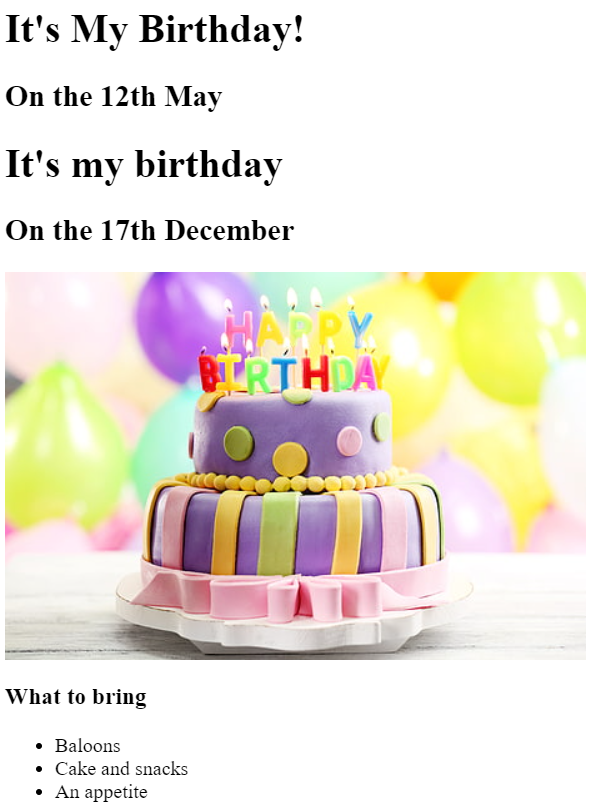 It's My Birthday!
On the 12th May
It's my birthday
On the 17th December
HAPPY
BIRTHDAY
What to bring
Baloons
Cake and snacks
An appetite